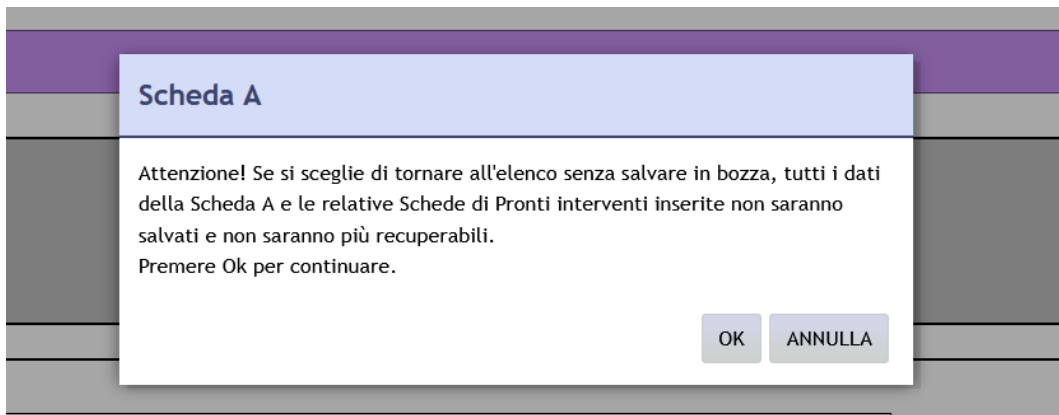 Scheda A
Attenzione! Se si sceglie di tornare all'elenco senza salvare in bozza, tutti i dati
della Scheda A e le relative Schede di Pronti interventi inserite non saranno
salvati e non saranno più recuperabili.
Premere Ok per continuare.
OK ANNULLA